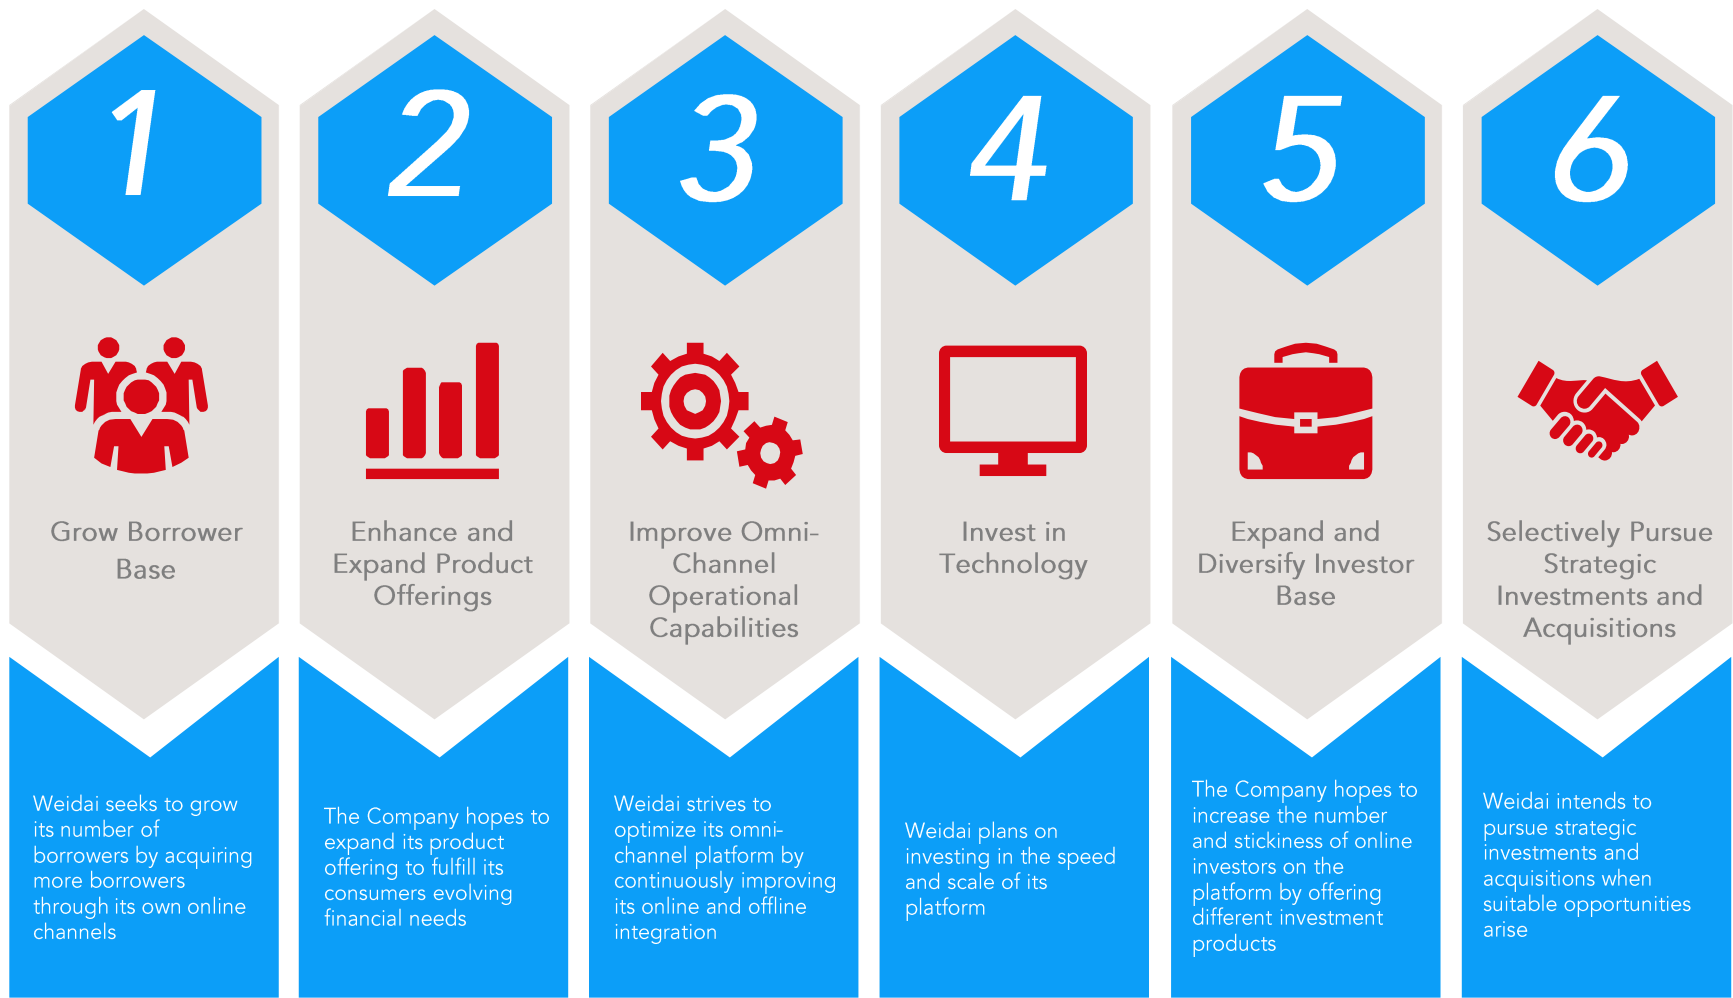 1
Grow Borrower
Base
Weidai seeks to grow
its number of
borrowers by acquiring
more borrowers
through its own online
channels
2
Enhance and
Expand Product
Offerings
The Company hopes to
expand its product
offering to fulfill its
consumers evolving
financial needs
3
Improve Omni-
Channel
Operational
Capabilities
Weidai strives to
optimize its omni-
channel platform by
continuously improving
its online and offline
integration
4
Invest in
Technology
Weidai plans on
investing in the speed
and scale of its
platform
5
Expand and
Diversify Investor
Base
The Company hopes to
increase the number
and stickiness of online
investors on the
platform by offering
different investment
products
6
Selectively Pursue
Strategic
Investments and
Acquisitions
Weidai intends to
pursue strategic
investments and
acquisitions when
suitable opportunities
arise